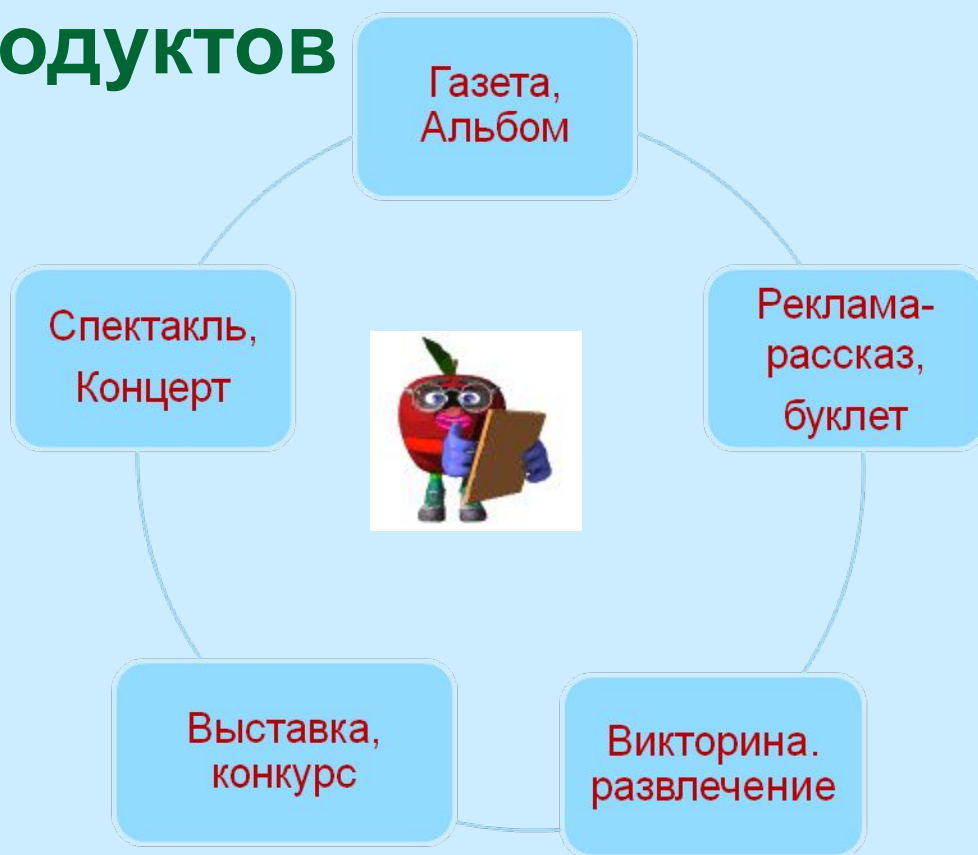 одуктов
Газета,
Альбом
Реклама-
рассказ,
буклет
Викторина.
развлечение
Выставка,
конкурс
Спектакль,
Концерт